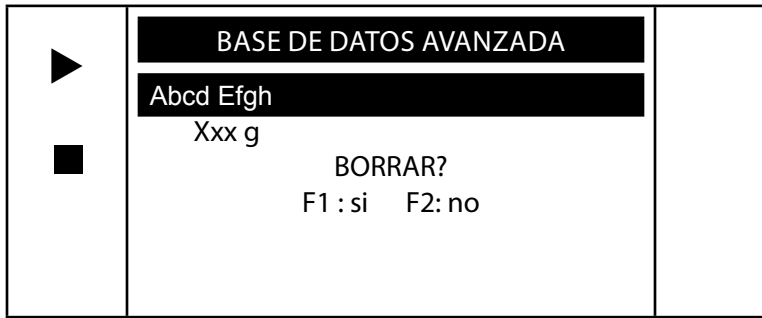 BASE DE DATOS AVANZADA
Abcd Efgh
Xxx g
BORRAR?
F1 : si F2: no